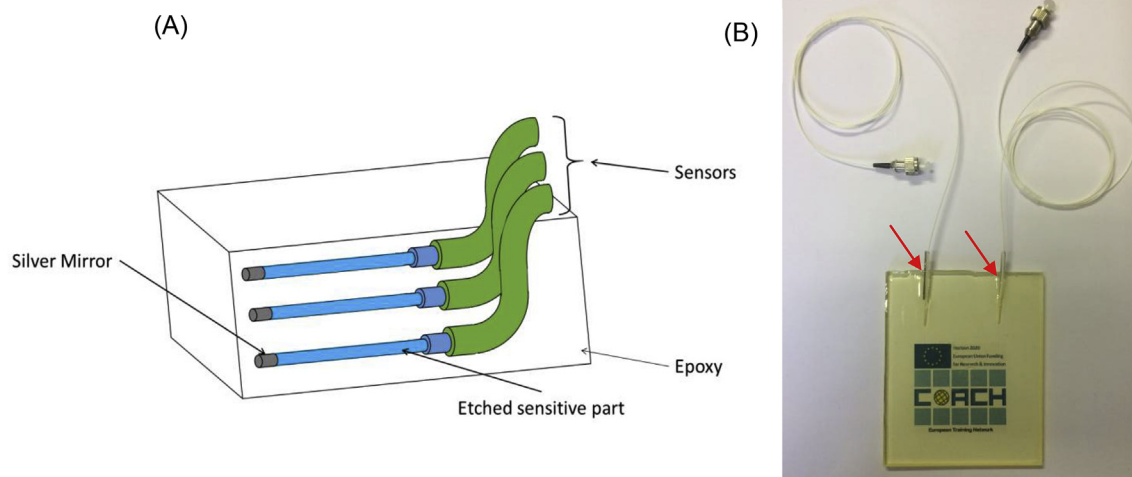 (A)
(B)
Sensors
Silver Mirror
Epoxy
Etched sensitive part
Horizon 2020
European Union Funding
for Research & Innovation
COACH
European Training Network